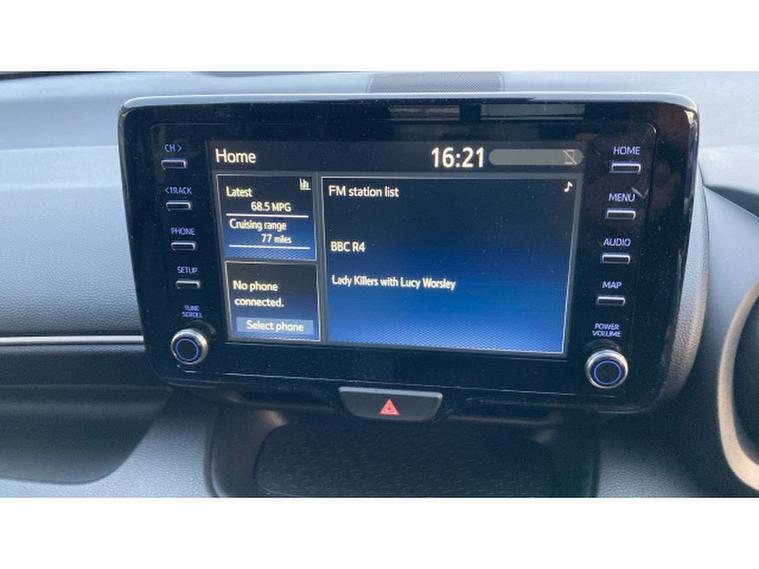 CH >
< TRACK
PHONE
SETUP
TUNE
SCROLL
Home
16:21
Latest
68.5 MPG
Cruising range
77 miles
No phone
connected.
Select phone
FM station list
BBC R4
Lady Killers with Lucy Worsley
HOME
MENU
AUDIO
MAP
POWER
VOLUME